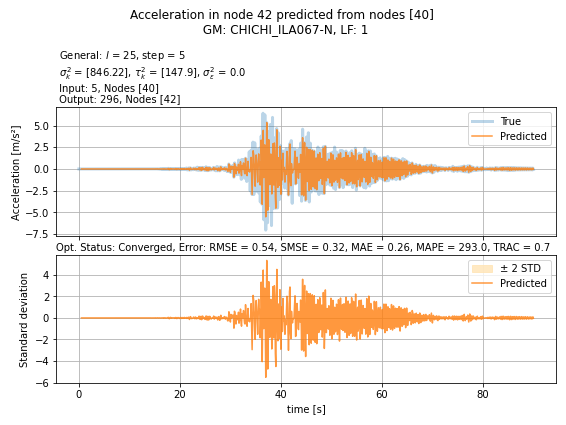 Acceleration in node 42 predicted from nodes [40]
GM: CHICHI_ILA067-N, LF: 1
General: l = 25, step = 5
σ²ₖ = [846.22], τ²ₖ = [147.9], σ²ε = 0.0
Input: 5, Nodes [40]
Output: 296, Nodes [42]
Acceleration [m/s²]
5.0
2.5
0.0
−2.5
−5.0
−7.5
True
Predicted
Opt. Status: Converged, Error: RMSE = 0.54, SMSE = 0.32, MAE = 0.26, MAPE = 293.0, TRAC = 0.7
Standard deviation
4
2
0
−2
−4
−6
± 2 STD
Predicted
0 20 40 60 80
time [s]